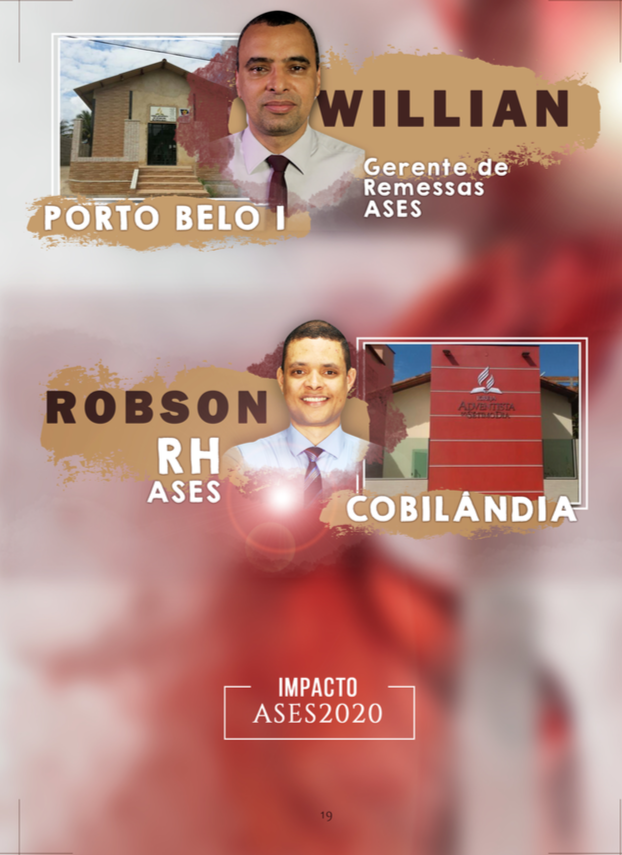 WILLIAN
Gerente de
Remessas
ASES
PORTO BELO I
ROBSON
RH
ASES
COBILÂNDIA
IMPACTO
ASES2020
19